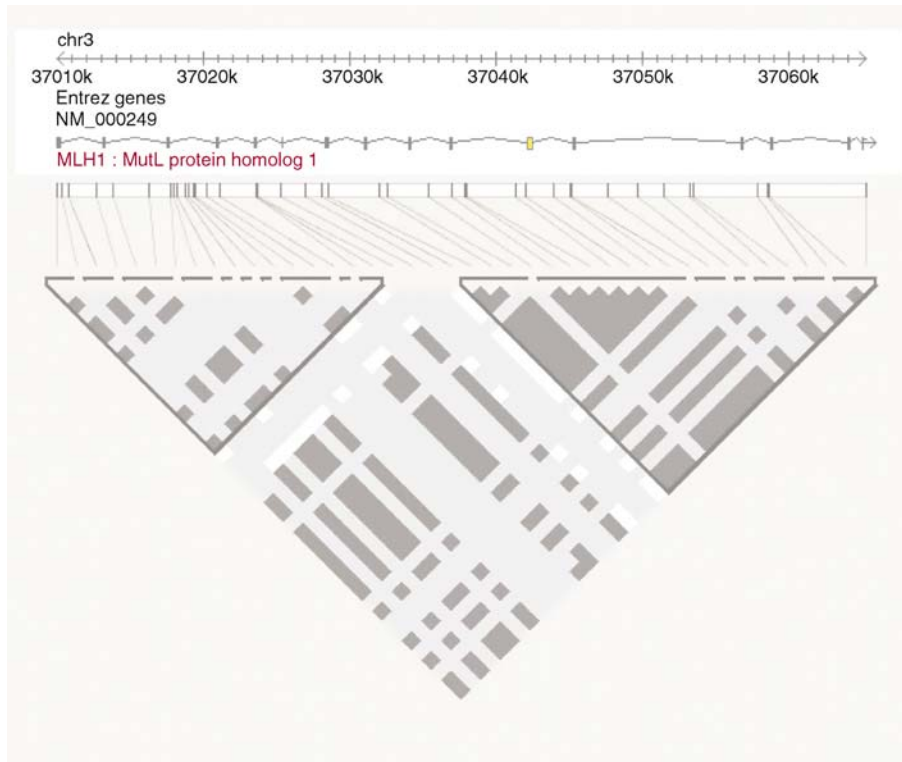 chr3
37010k 37020k 37030k 37040k 37050k 37060k
Entrez genes
NM_000249
MLH1 : MutL protein homolog 1